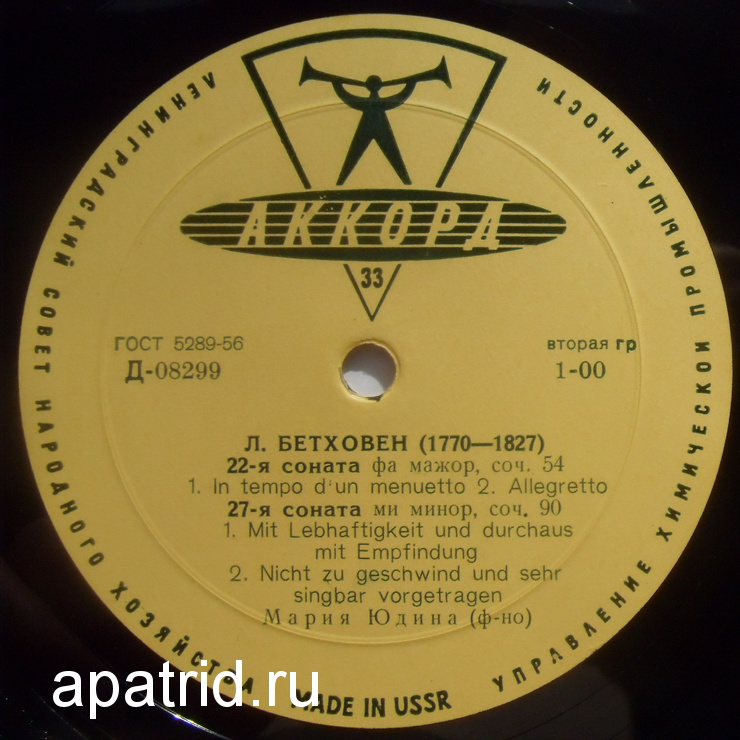 ЛЕНИНГРАДСКИЙ СОВЕТ НАРОДНОГО ХОЗЯЙСТВА
УПРАВЛЕНИЕ ХИМИЧЕСКОЙ ПРОМЫШЛЕННОСТИ
АККОРД
33
ГОСТ 5289-56
вторая гр
Д-08299
1-00
Л. БЕТХОВЕН (1770—1827)
22-я соната фа мажор, соч. 54
1. In tempo d'un menuetto 2. Allegretto
27-я соната ми минор, соч. 90
1. Mit Lebhaftigkeit und durchaus
mit Empfindung
2. Nicht zu geschwind und sehr
singbar vorgetragen
Мария Юдина (ф-но)
MADE IN USSR
apatrid.ru